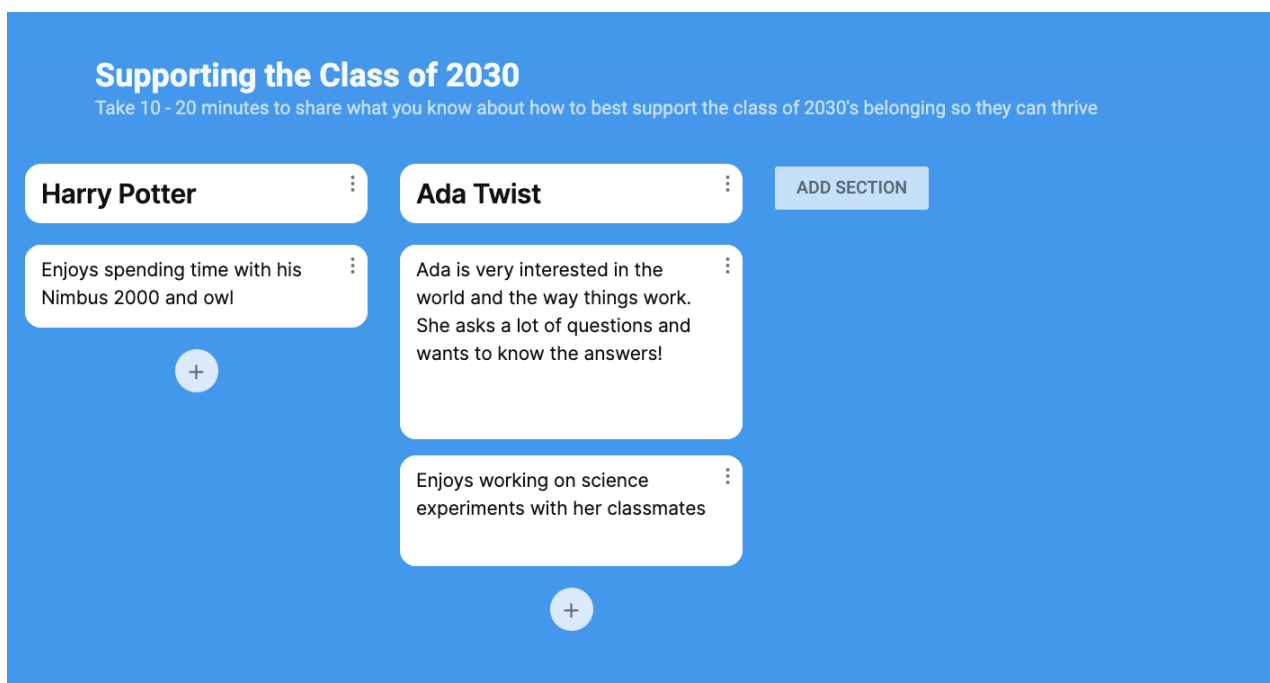 Supporting the Class of 2030
Take 10 - 20 minutes to share what you know about how to best support the class of 2030's belonging so they can thrive
Harry Potter
Enjoys spending time with his
Nimbus 2000 and owl
+
Ada Twist
Ada is very interested in the
world and the way things work.
She asks a lot of questions and
wants to know the answers!
Enjoys working on science
experiments with her classmates
+
ADD SECTION